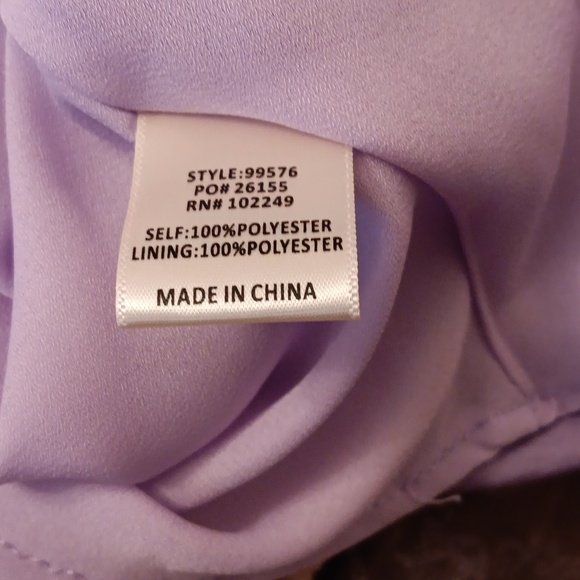 STYLE:99576
PO# 26155
RN# 102249
SELF:100%POLYESTER
LINING:100%POLYESTER
MADE IN CHINA